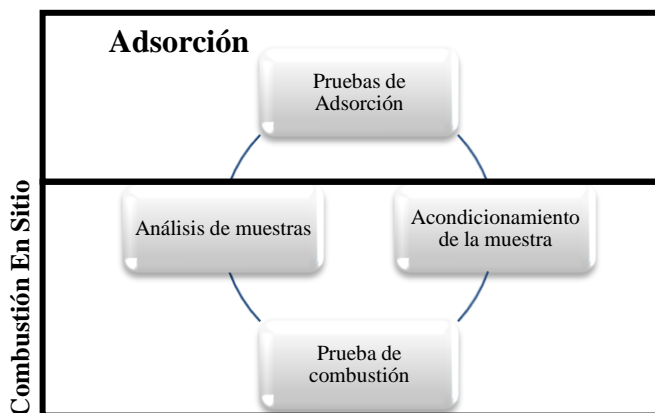 Adsorción
Pruebas de
Adsorción
Análisis de muestras
Acondicionamiento
de la muestra
Prueba de
combustión
Combustión En Sitio